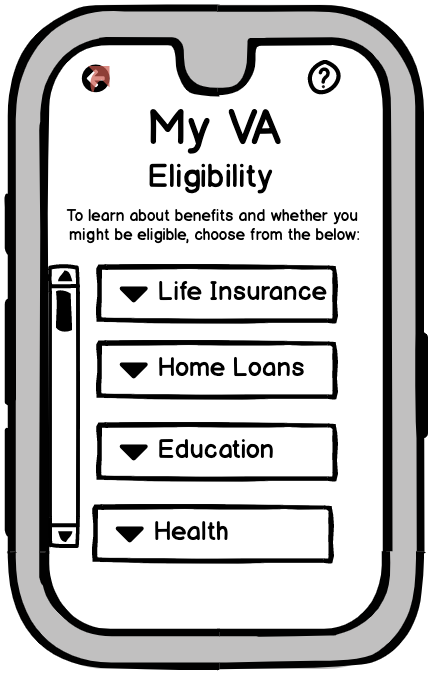 ?
My VA
Eligibility
To learn about benefits and whether you
might be eligible, choose from the below:
Life Insurance
Home Loans
Education
Health